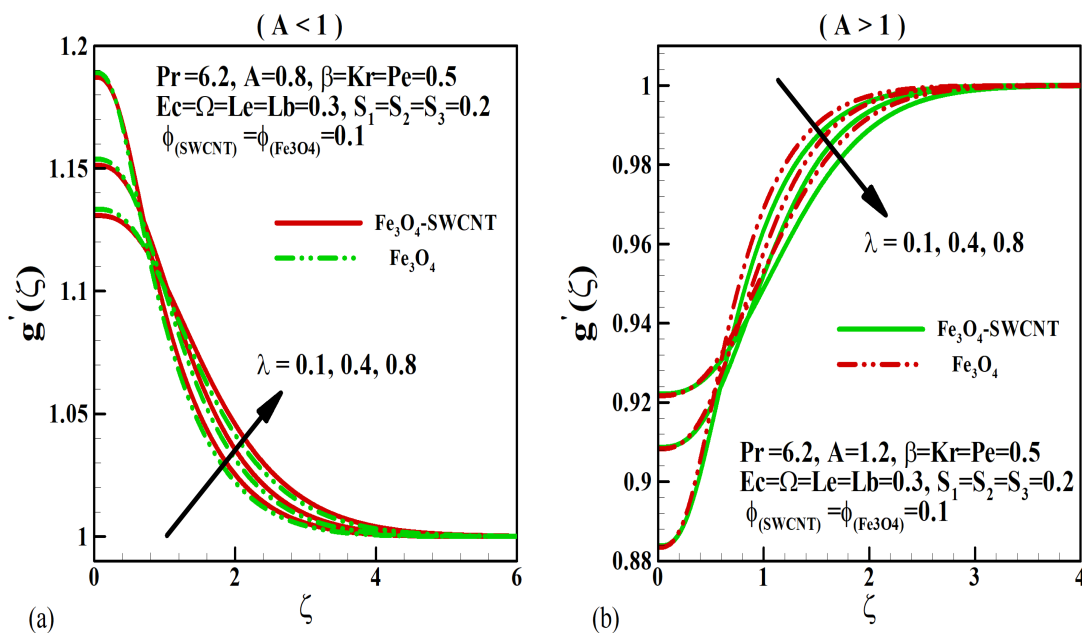 ( A < 1 )
1.2
1.15
1.1
1.05
1
g'(ζ)
Pr =6.2, A=0.8, β=Kr=Pe=0.5
Ec=Ω=Le=Lb=0.3, S₁=S₂=S₃=0.2
ϕ(SWCNT) =ϕ(Fe3O4)=0.1
Fe₃O₄-SWCNT
Fe₃O₄
λ = 0.1, 0.4, 0.8
0 2 4 6
ζ
(a)
( A > 1 )
1
0.98
0.96
0.94
0.92
0.9
0.88
g'(ζ)
λ = 0.1, 0.4, 0.8
Fe₃O₄-SWCNT
Fe₃O₄
Pr=6.2, A=1.2, β=Kr=Pe=0.5
Ec=Ω=Le=Lb=0.3, S₁=S₂=S₃=0.2
ϕ(SWCNT) =ϕ(Fe3O4)=0.1
0 1 2 3 4
ζ
(b)